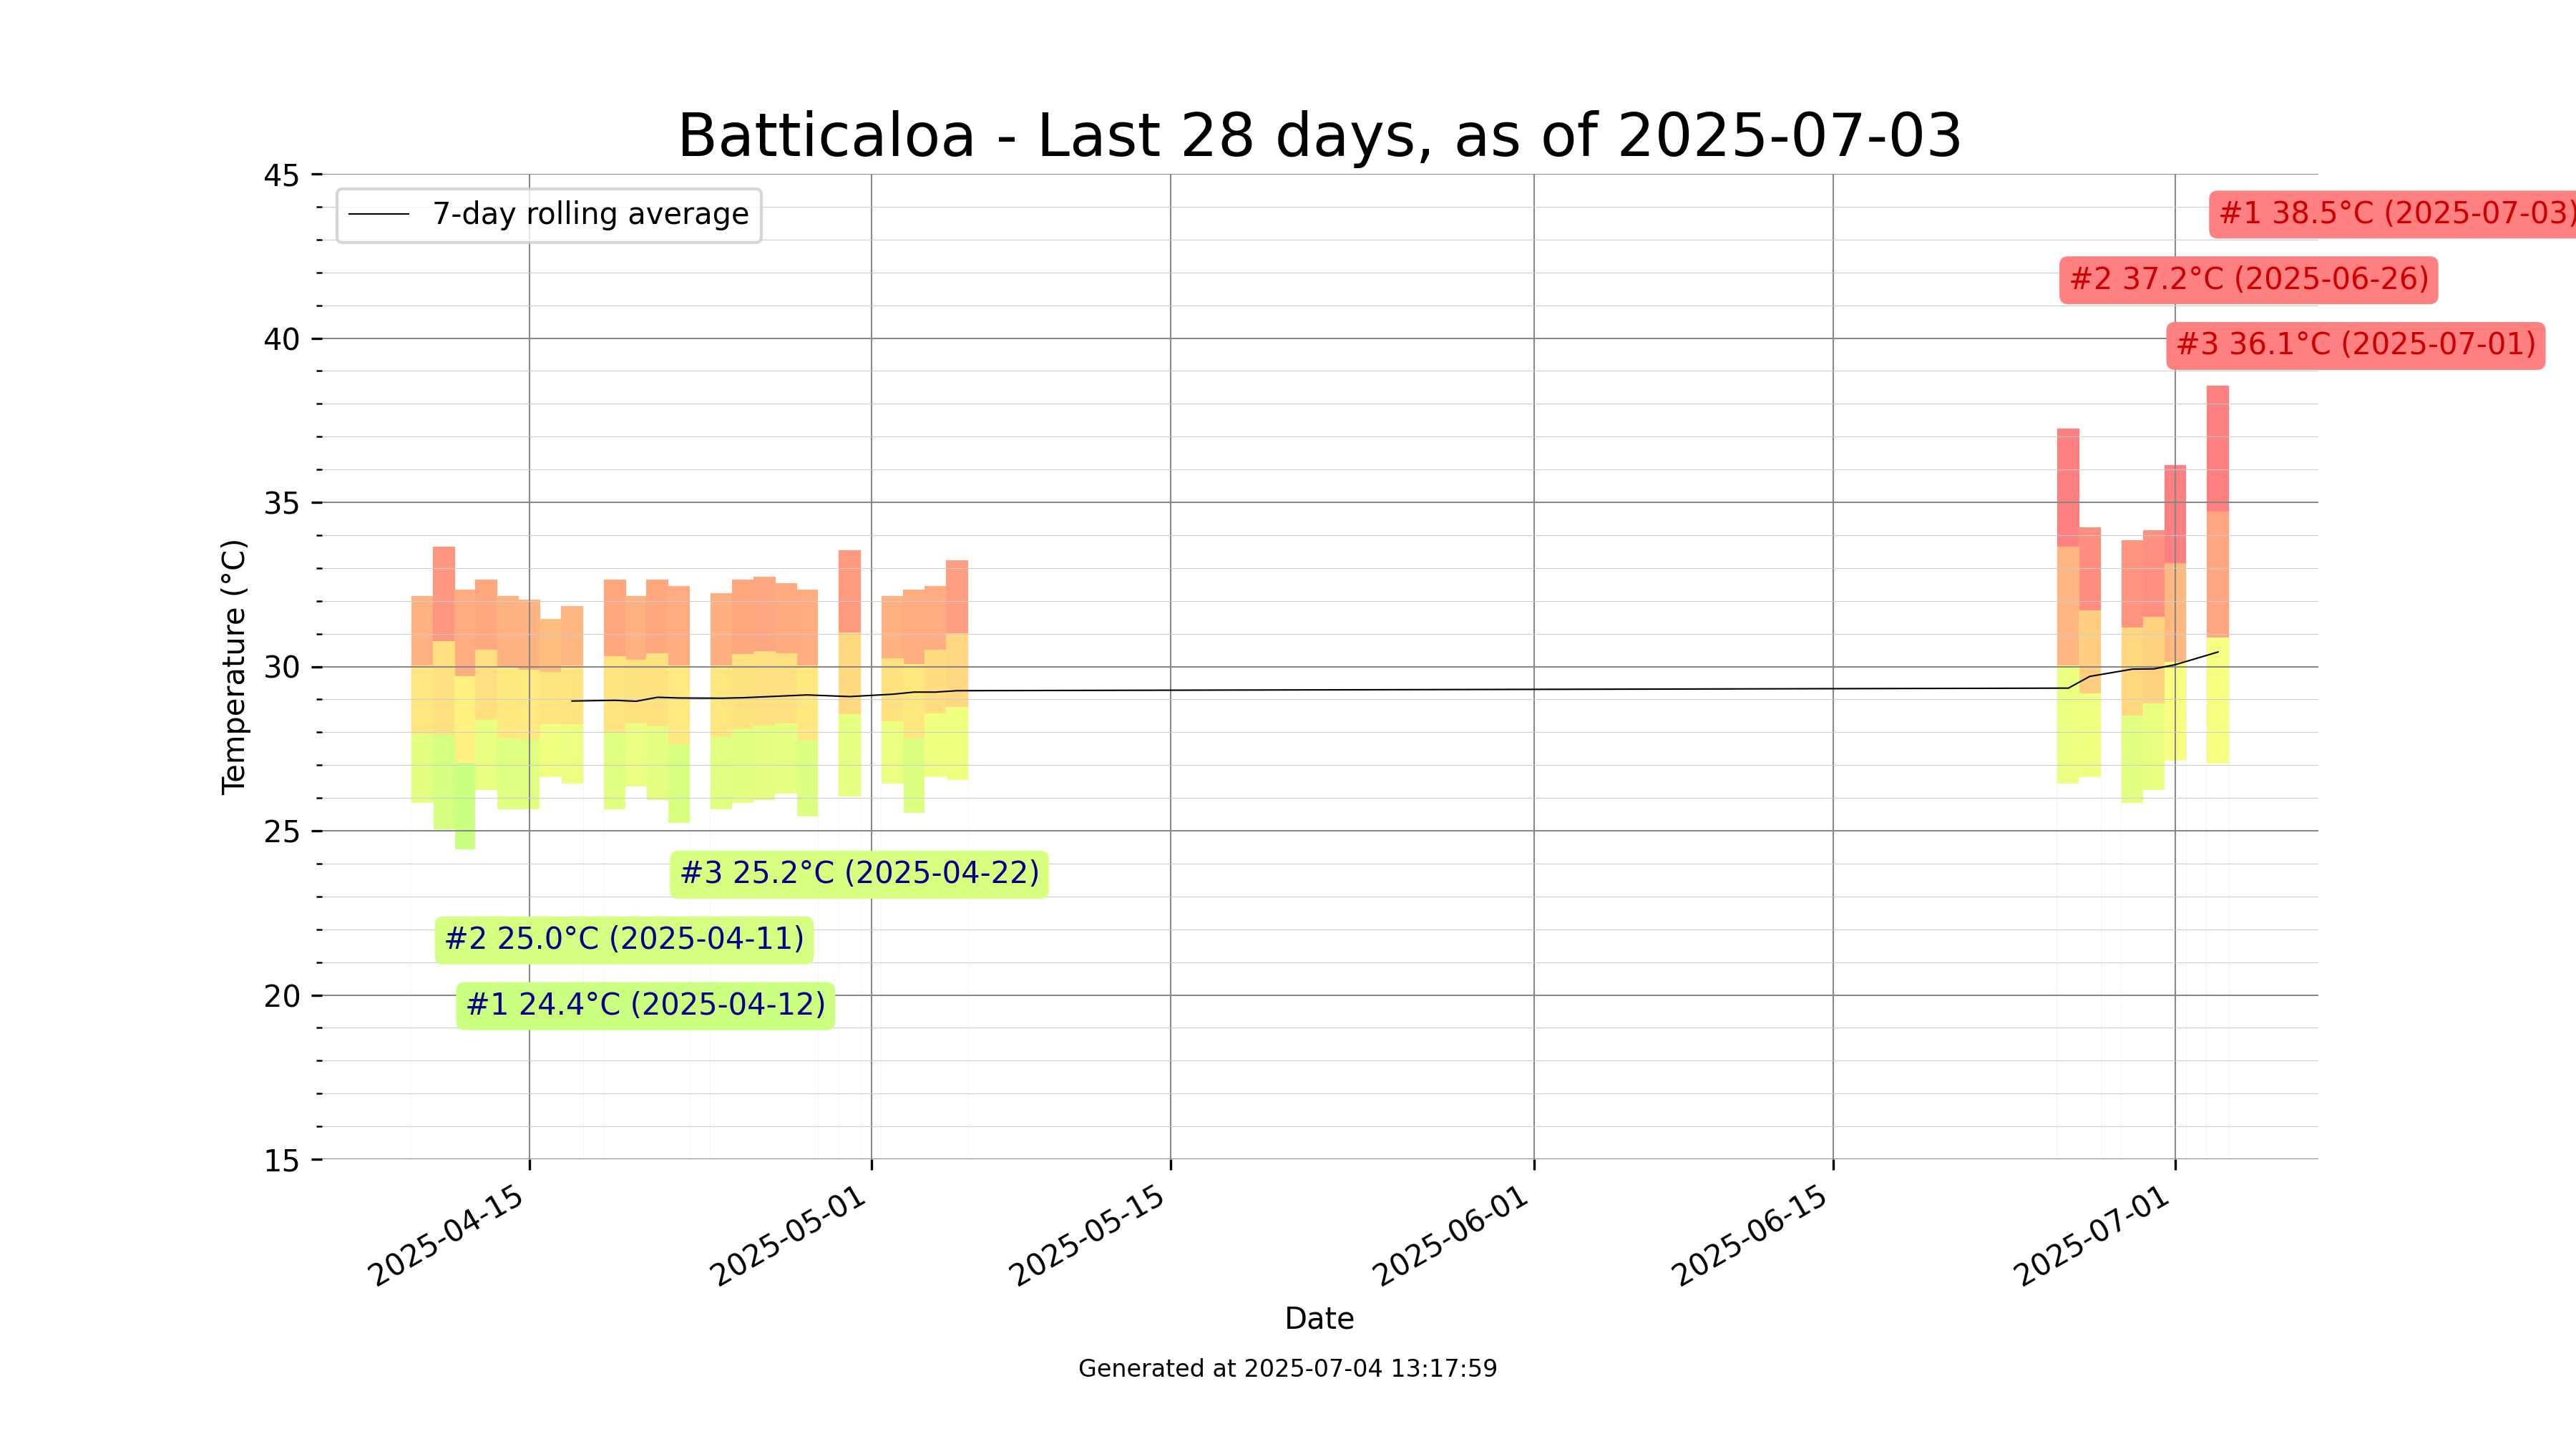 Batticaloa - Last 28 days, as of 2025-07-03
7-day rolling average
#1 38.5°C (2025-07-03)
#2 37.2°C (2025-06-26)
#3 36.1°C (2025-07-01)
#3 25.2°C (2025-04-22)
#2 25.0°C (2025-04-11)
#1 24.4°C (2025-04-12)
Temperature (°C)
45
40
35
30
25
20
15
2025-04-15
2025-05-01
2025-05-15
2025-06-01
2025-06-15
2025-07-01
Date
Generated at 2025-07-04 13:17:59